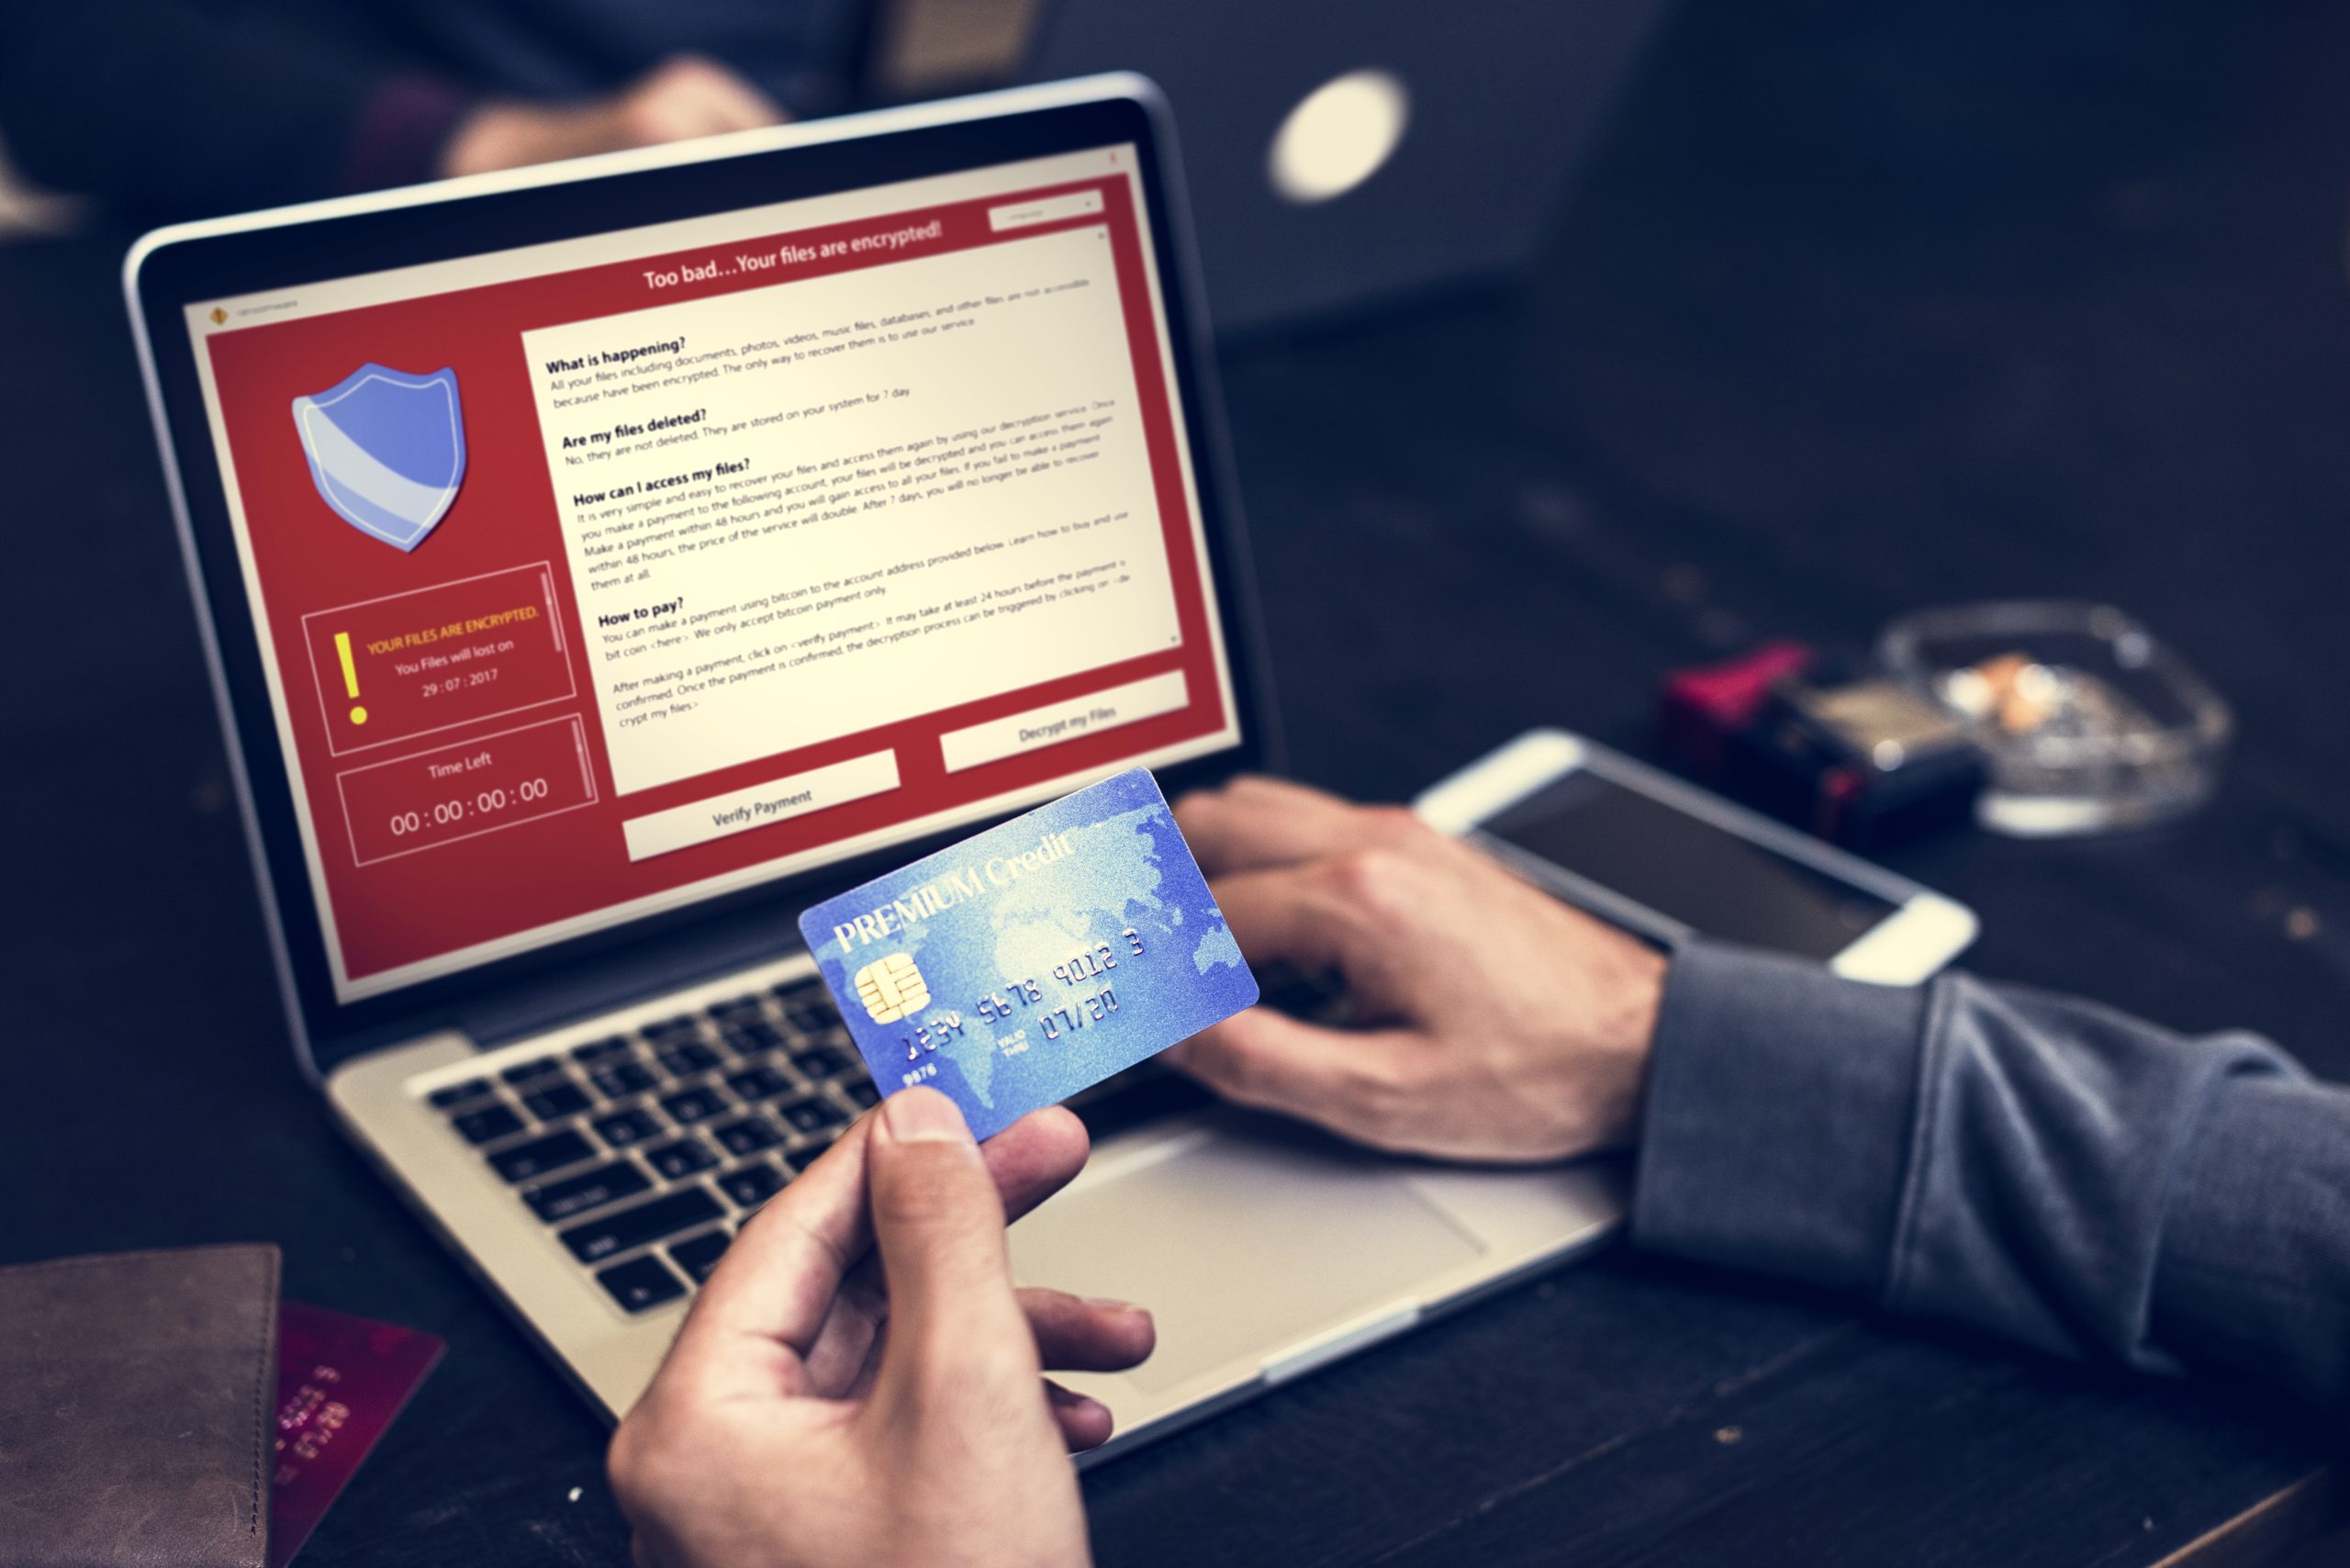 ransomware
Too bad...Your files are encrypted!
Language
What is happening?
All your files including documents, photos, videos, music files, databases, and other files are not accessible
because have been encrypted. The only way to recover them is to use our service
Are my files deleted?
No, they are not deleted. They are stored on your system for 7 day.
How can I access my files?
It is very simple and easy to recover your files and access them again by using our decryption service. Once
you make a payment to the following account, your files will be decrypted and you can access them again
Make a payment within 48 hours and you will gain access to all your files. If you fail to make a payment
within 48 hours, the price of the service will double. After 7 days, you will no longer be able to recover
them at all.
How to pay?
You can make a payment using bitcoin to the account address provided below. Learn how to buy and use
bit coin <here>. We only accept bitcoin payment only.
After making a payment, click on <verify payment>. It may take at least 24 hours before the payment is
confirmed. Once the payment is confirmed, the decryption process can be triggered by clicking on <de
crypt my files>
YOUR FILES ARE ENCRYPTED.
You Files will lost on
29 : 07 : 2017
Time Left
00 : 00 : 00 : 00
Verify Payment
Decrypt my Files
PREMIUM Credit
1234 5678 9012 3
VALID
THRU
07/20
9876